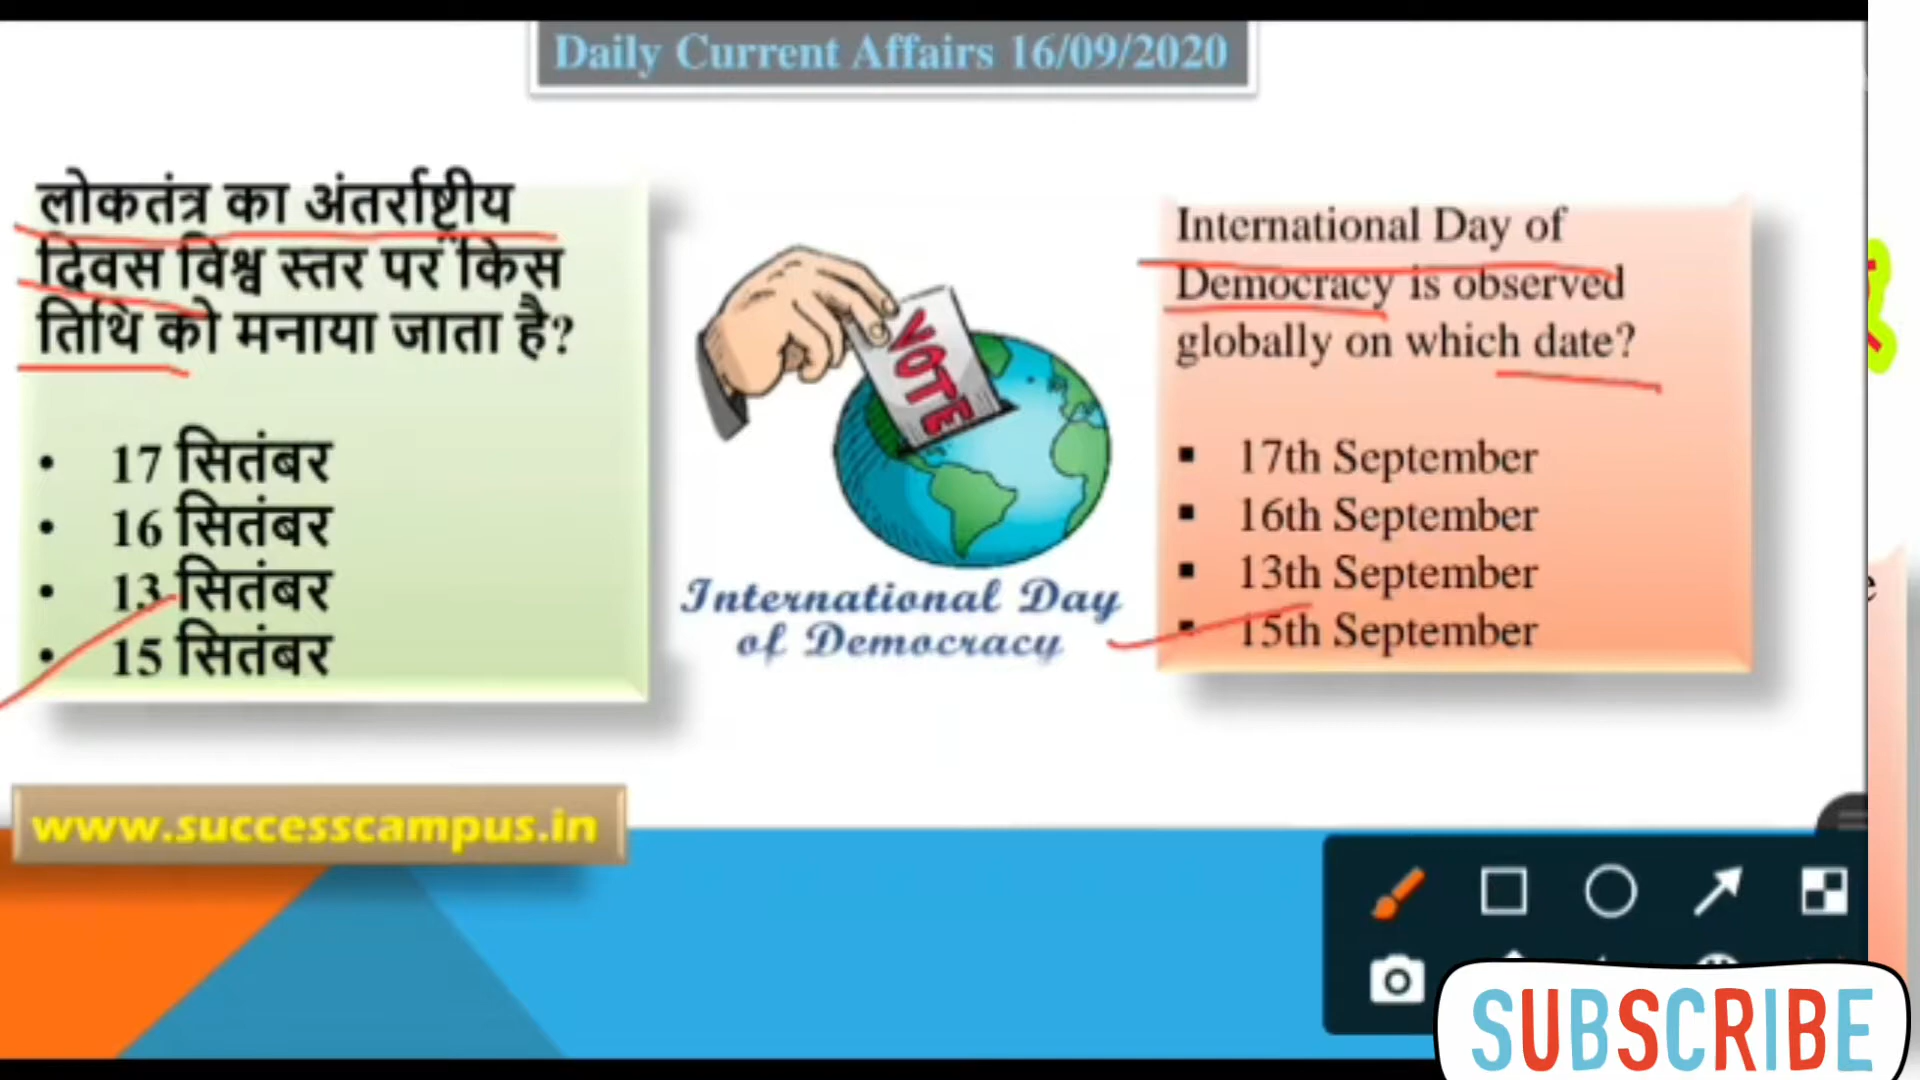 Daily Current Affairs 16/09/2020
लोकतंत्र का अंतर्राष्ट्रीय
दिवस विश्व स्तर पर किस
तिथि को मनाया जाता है?
• 17 सितंबर
• 16 सितंबर
• 13 सितंबर
• 15 सितंबर
VOTE
International Day
of Democracy
International Day of
Democracy is observed
globally on which date?
▪ 17th September
▪ 16th September
▪ 13th September
▪ 15th September
www.successcampus.in
SUBSCRIBE